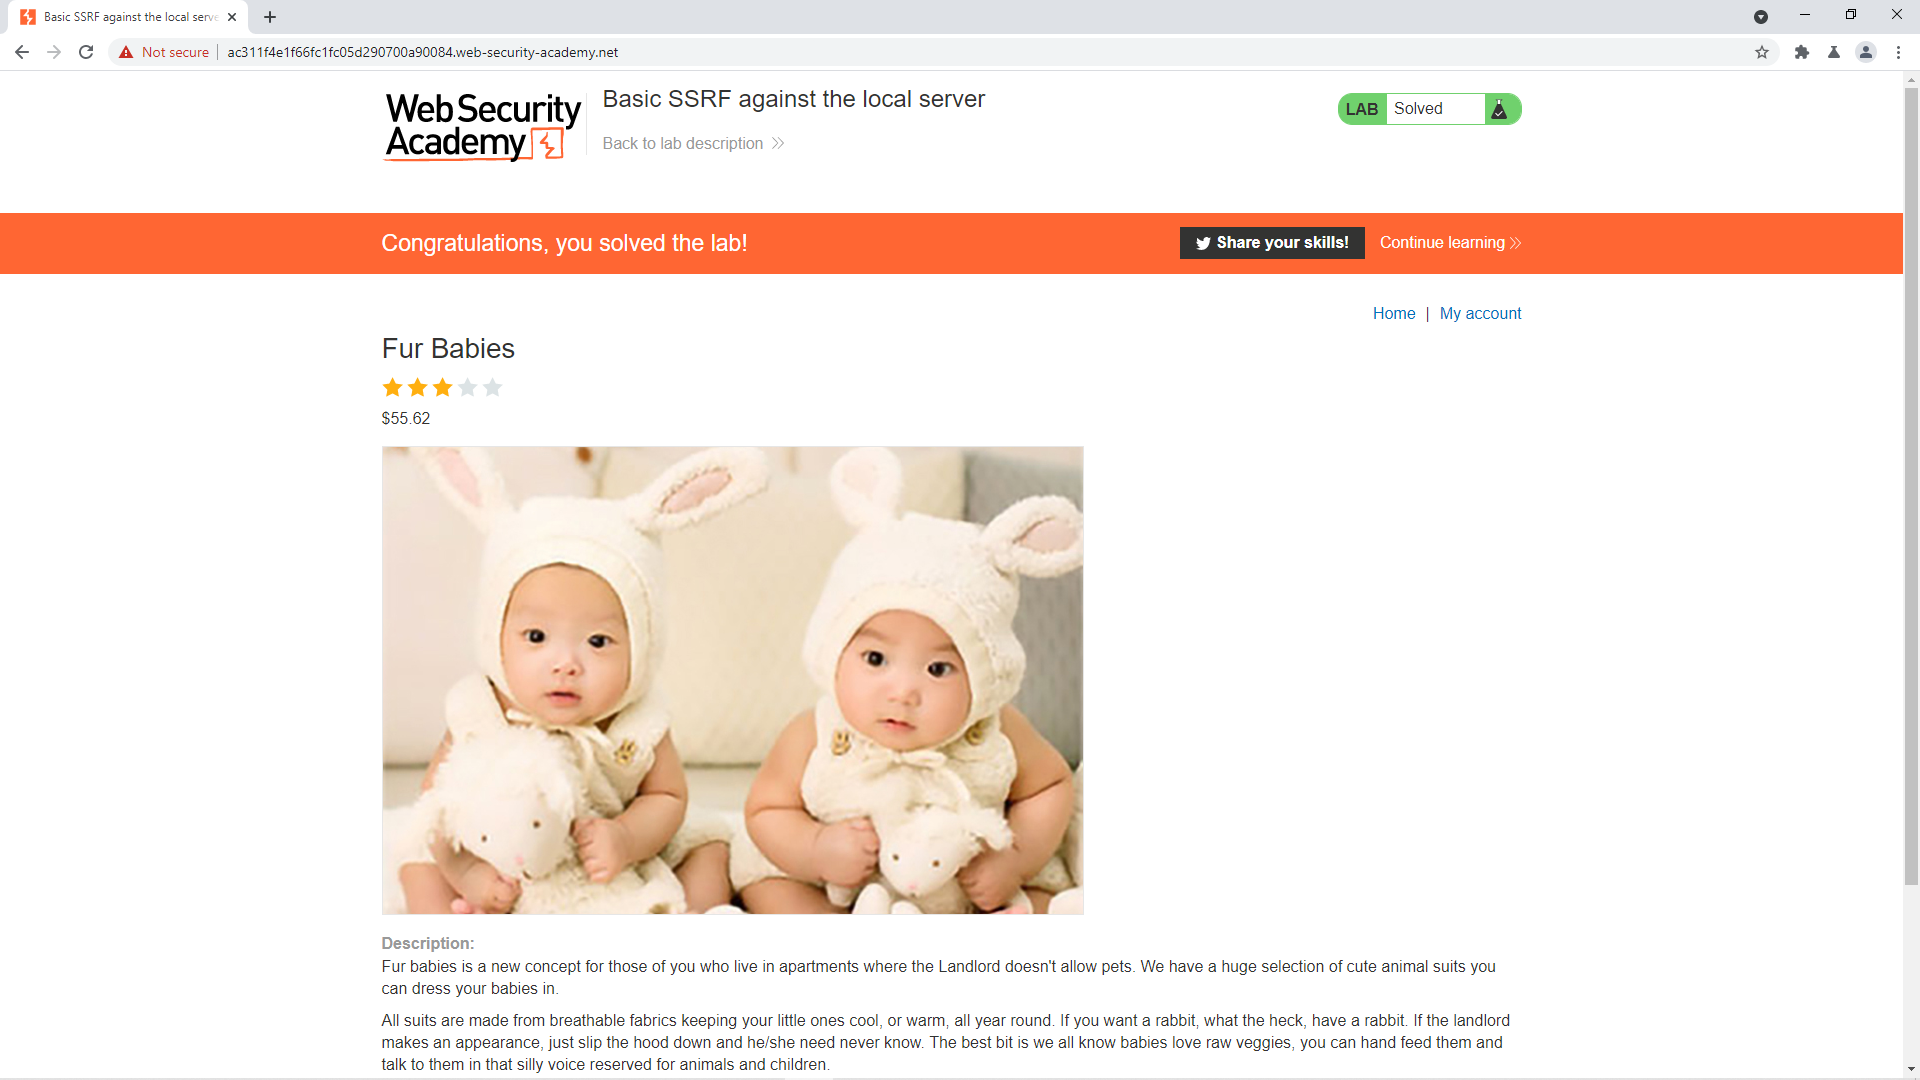 Basic SSRF against the local serve
Not secure
ac311f4e1f66fc1fc05d290700a90084.web-security-academy.net
Web Security
Academy
Basic SSRF against the local server
Back to lab description
LAB
Solved
Congratulations, you solved the lab!
Share your skills!
Continue learning
Home | My account
Fur Babies
$55.62
Description:
Fur babies is a new concept for those of you who live in apartments where the Landlord doesn't allow pets. We have a huge selection of cute animal suits you
can dress your babies in.
All suits are made from breathable fabrics keeping your little ones cool, or warm, all year round. If you want a rabbit, what the heck, have a rabbit. If the landlord
makes an appearance, just slip the hood down and he/she need never know. The best bit is we all know babies love raw veggies, you can hand feed them and
talk to them in that silly voice reserved for animals and children.